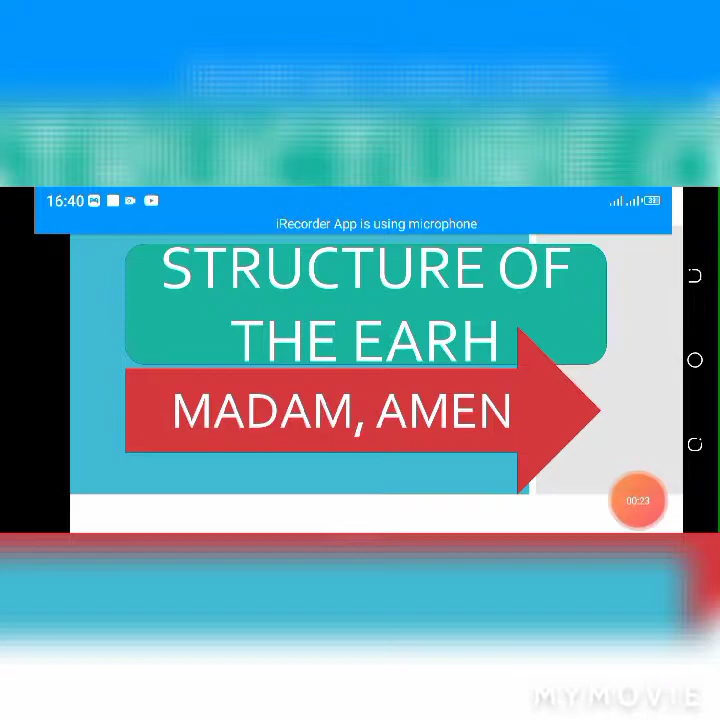 16:40
iRecorder App is using microphone
STRUCTURE OF
THE EARH
MADAM, AMEN
00:23
MYMOVIE